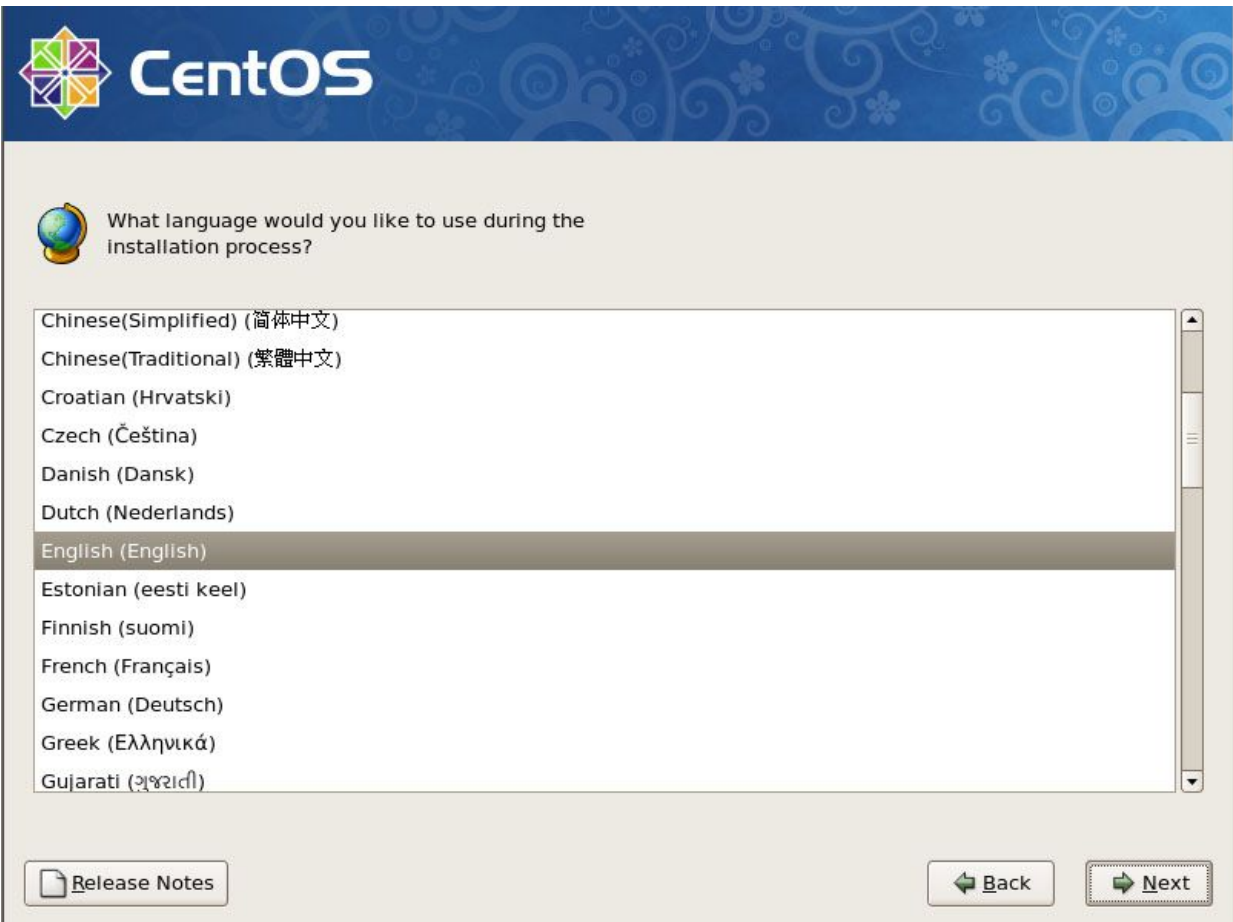 CentOS
What language would you like to use during the
installation process?
Chinese(Simplified) (简体中文)
Chinese(Traditional) (繁體中文)
Croatian (Hrvatski)
Czech (Čeština)
Danish (Dansk)
Dutch (Nederlands)
English (English)
Estonian (eesti keel)
Finnish (suomi)
French (Français)
German (Deutsch)
Greek (Ελληνικά)
Gujarati (ગુજરાતી)
Release Notes
Back
Next